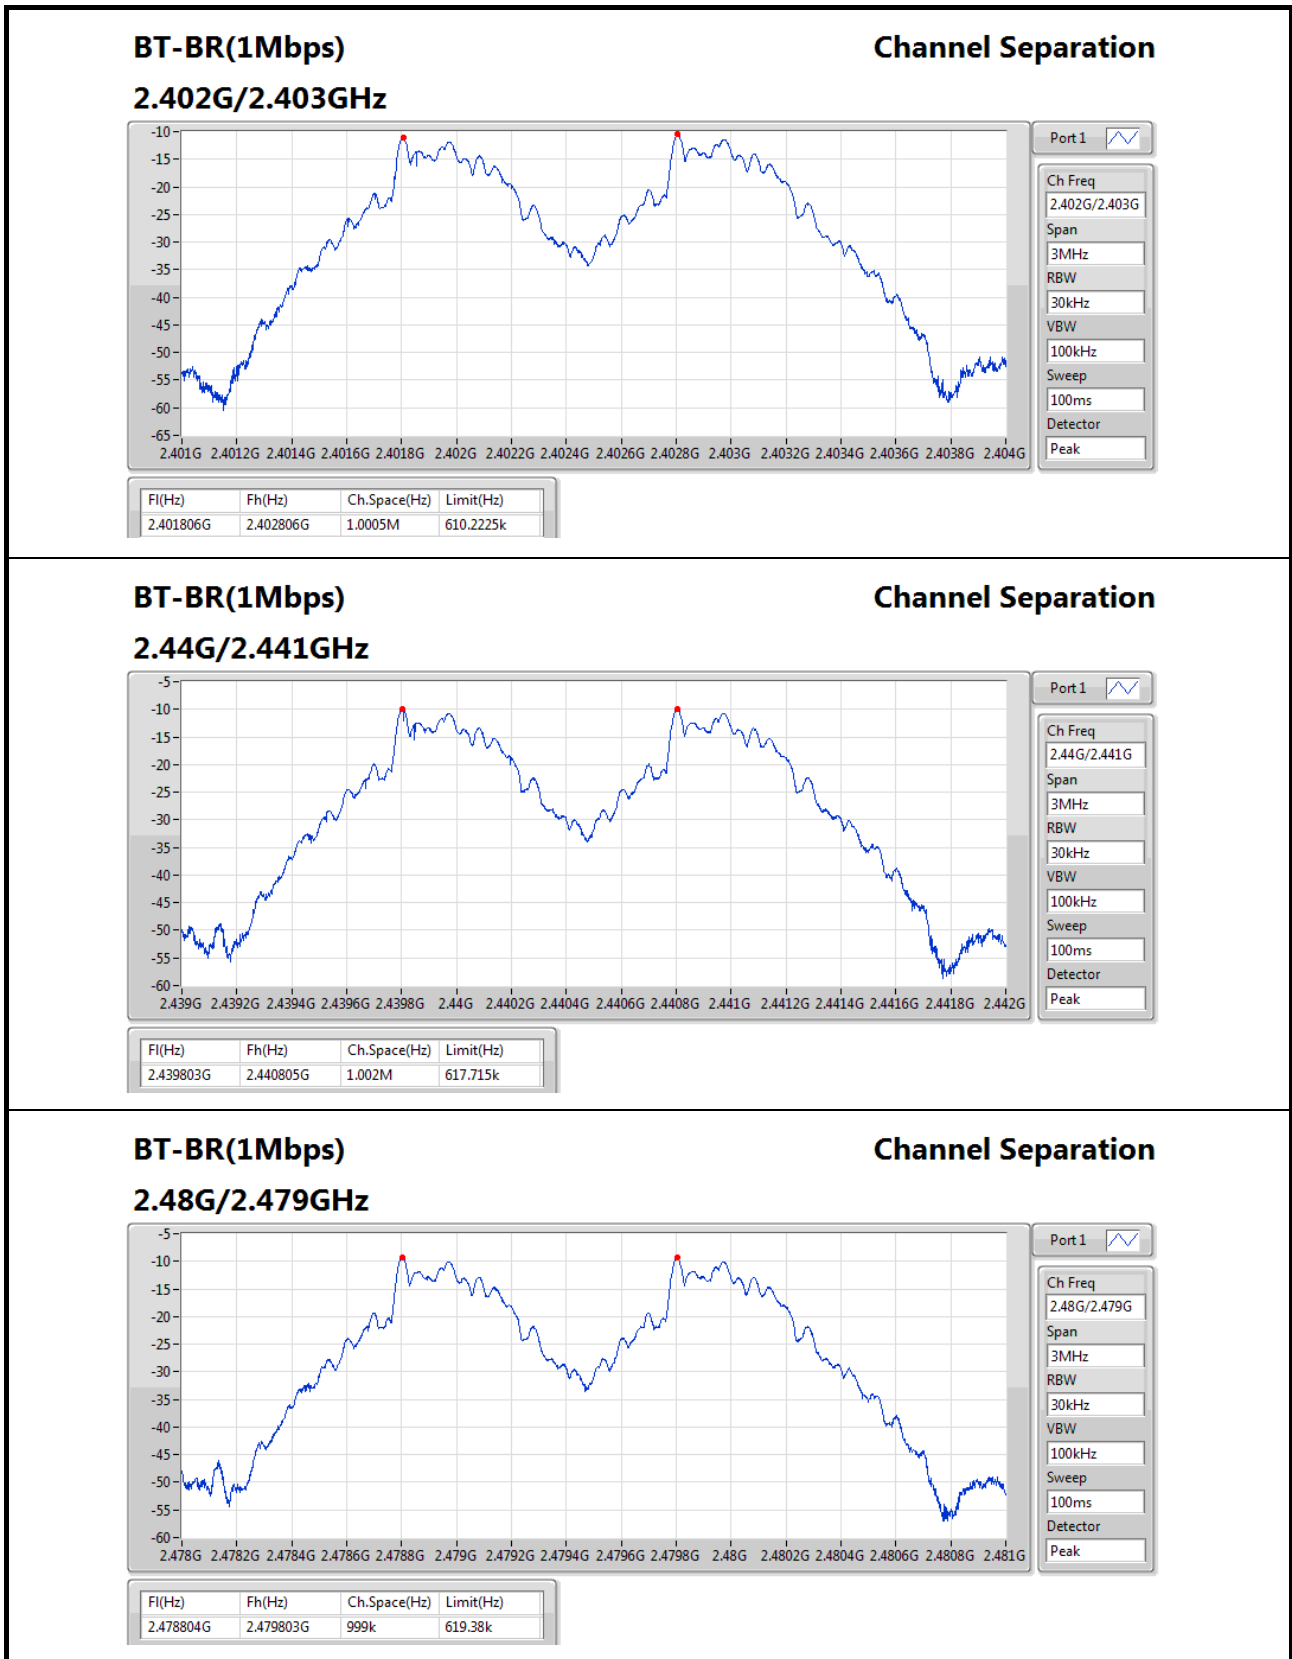 BT-BR(1Mbps) Channel Separation
2.402G/2.403GHz
-10
-15
-20
-25
-30
-35
-40
-45
-50
-55
-60
-65
2.401G 2.4012G 2.4014G 2.4016G 2.4018G 2.402G 2.4022G 2.4024G 2.4026G 2.4028G 2.403G 2.4032G 2.4034G 2.4036G 2.4038G 2.404G
Port 1
Ch Freq
2.402G/2.403G
Span
3MHz
RBW
30kHz
VBW
100kHz
Sweep
100ms
Detector
Peak
Fl(Hz) Fh(Hz) Ch.Space(Hz) Limit(Hz)
2.401806G 2.402806G 1.0005M 610.2225k
BT-BR(1Mbps) Channel Separation
2.44G/2.441GHz
-5
-10
-15
-20
-25
-30
-35
-40
-45
-50
-55
-60
2.439G 2.4392G 2.4394G 2.4396G 2.4398G 2.44G 2.4402G 2.4404G 2.4406G 2.4408G 2.441G 2.4412G 2.4414G 2.4416G 2.4418G 2.442G
Port 1
Ch Freq
2.44G/2.441G
Span
3MHz
RBW
30kHz
VBW
100kHz
Sweep
100ms
Detector
Peak
Fl(Hz) Fh(Hz) Ch.Space(Hz) Limit(Hz)
2.439803G 2.440805G 1.002M 617.715k
BT-BR(1Mbps) Channel Separation
2.48G/2.479GHz
-5
-10
-15
-20
-25
-30
-35
-40
-45
-50
-55
-60
2.478G 2.4782G 2.4784G 2.4786G 2.4788G 2.479G 2.4792G 2.4794G 2.4796G 2.4798G 2.48G 2.4802G 2.4804G 2.4806G 2.4808G 2.481G
Port 1
Ch Freq
2.48G/2.479G
Span
3MHz
RBW
30kHz
VBW
100kHz
Sweep
100ms
Detector
Peak
Fl(Hz) Fh(Hz) Ch.Space(Hz) Limit(Hz)
2.478804G 2.479803G 999k 619.38k